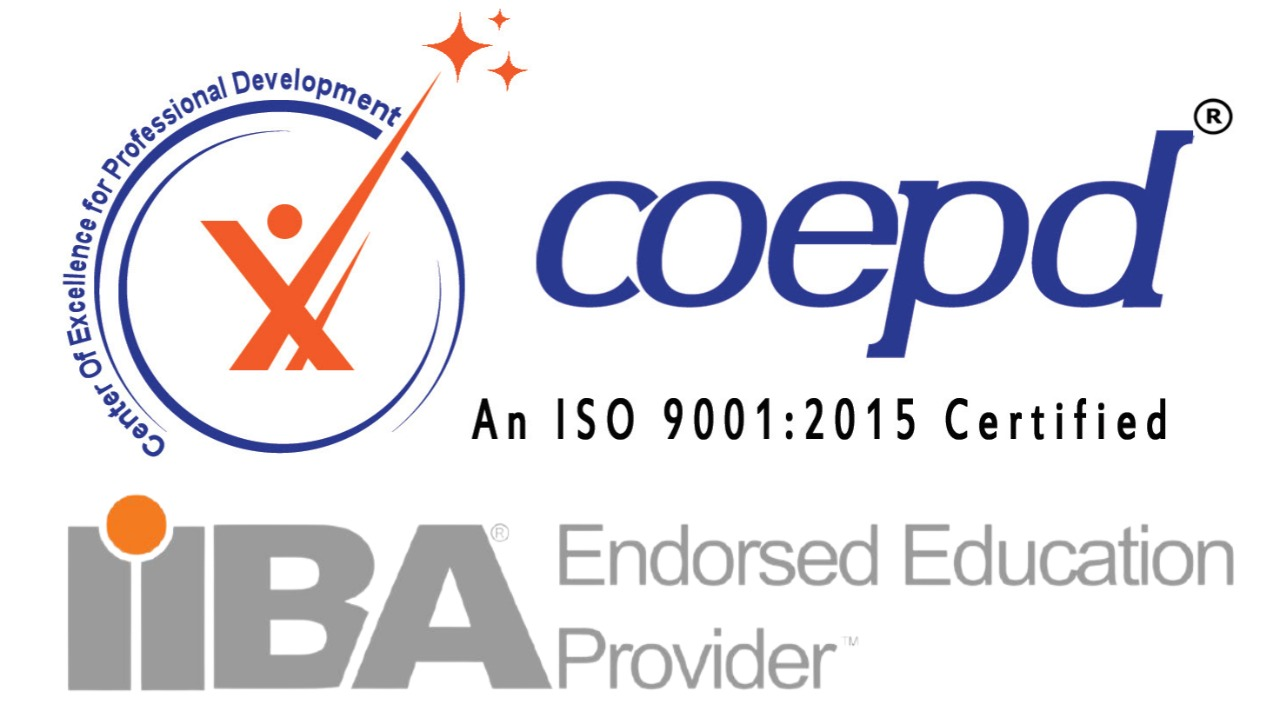 Center Of Excellence for Professional Development
coepd®
An ISO 9001:2015 Certified
iiBA® Endorsed Education
Provider™